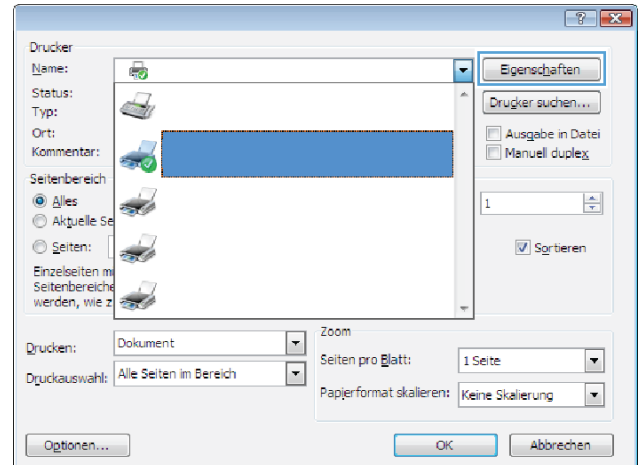 Drucker
Name:
Eigenschaften
Status:
Drucker suchen...
Typ:
Ort:
Ausgabe in Datei
Kommentar:
Manuell duplex
Seitenbereich
Alles
1
Aktuelle Se
Seiten:
Sortieren
Einzelseiten m
Seitenbereiche
werden, wie z
Zoom
Drucken:
Dokument
Seiten pro Blatt:
1 Seite
Druckauswahl:
Alle Seiten im Bereich
Papierformat skalieren:
Keine Skalierung
Optionen...
OK
Abbrechen